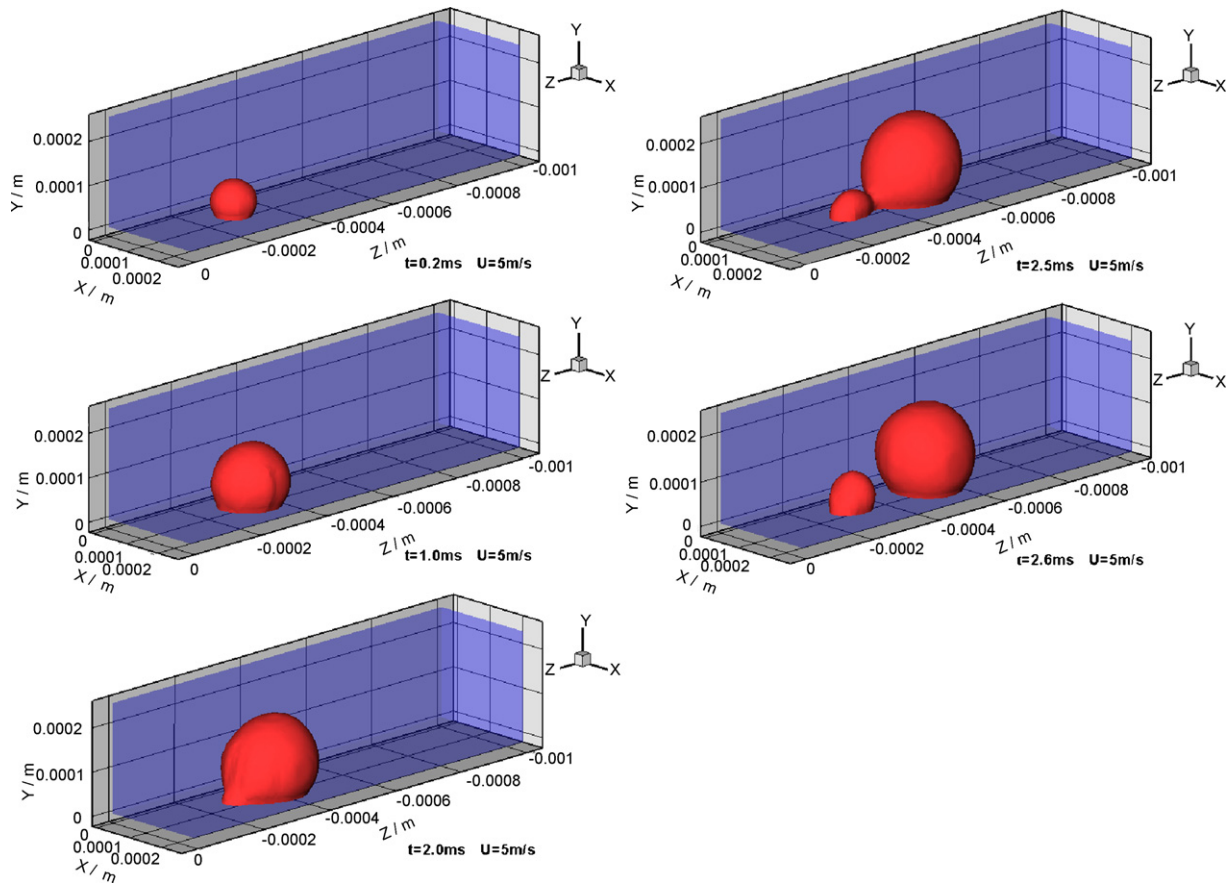 Y
Z X
0.0002
0.0001
0
Y / m
0
0.0001
0.0002
X / m
0
-0.0002
-0.0004
-0.0006
-0.0008
-0.001
Z / m
t=0.2ms U=5m/s
Y
Z X
0.0002
0.0001
0
Y / m
0
0.0001
0.0002
X / m
0
-0.0002
-0.0004
-0.0006
-0.0008
-0.001
Z / m
t=2.5ms U=5m/s
Y
Z X
0.0002
0.0001
0
Y / m
0
0.0001
0.0002
X / m
0
-0.0002
-0.0004
-0.0006
-0.0008
-0.001
Z / m
t=1.0ms U=5m/s
Y
Z X
0.0002
0.0001
0
Y / m
0
0.0001
0.0002
X / m
0
-0.0002
-0.0004
-0.0006
-0.0008
-0.001
Z / m
t=2.6ms U=5m/s
Y
Z X
0.0002
0.0001
0
Y / m
0
0.0001
0.0002
X / m
0
-0.0002
-0.0004
-0.0006
-0.0008
-0.001
Z / m
t=2.0ms U=5m/s